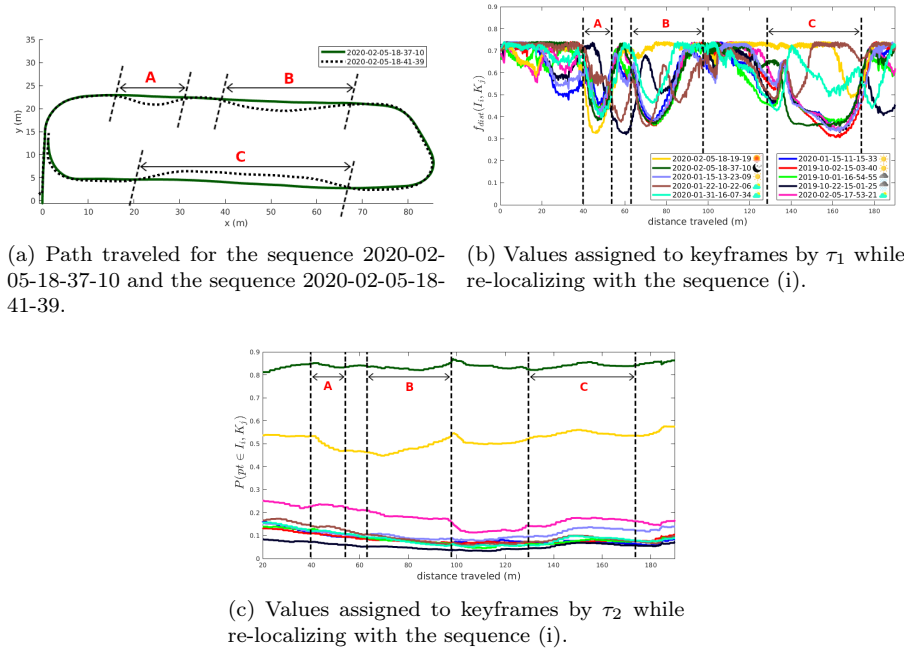 35
30
25
20
15
10
5
0
y (m)
0 10 20 30 40 50 60 70 80
x (m)
2020-02-05-18-37-10
2020-02-05-18-41-39
A
B
C
(a) Path traveled for the sequence 2020-02-
05-18-37-10 and the sequence 2020-02-05-18-
41-39.
0.9
0.8
0.7
0.6
0.5
0.4
0.3
0.2
0.1
0
f_dist(I_i, K_j)
A
B
C
2020-02-05-18-19-19
2020-02-05-18-37-10
2020-01-15-13-23-09
2020-01-22-10-22-06
2020-01-31-16-07-34
2020-01-15-11-15-33
2019-10-02-15-03-40
2019-10-01-16-54-55
2019-10-22-15-01-25
2020-02-05-17-53-21
0 20 40 60 80 100 120 140 160 180
distance traveled (m)
(b) Values assigned to keyframes by τ1 while
re-localizing with the sequence (i).
0.9
0.8
0.7
0.6
0.5
0.4
0.3
0.2
0.1
0
P(pt ∈ I_i, K_j)
A
B
C
20 40 60 80 100 120 140 160 180
distance traveled (m)
(c) Values assigned to keyframes by τ2 while
re-localizing with the sequence (i).